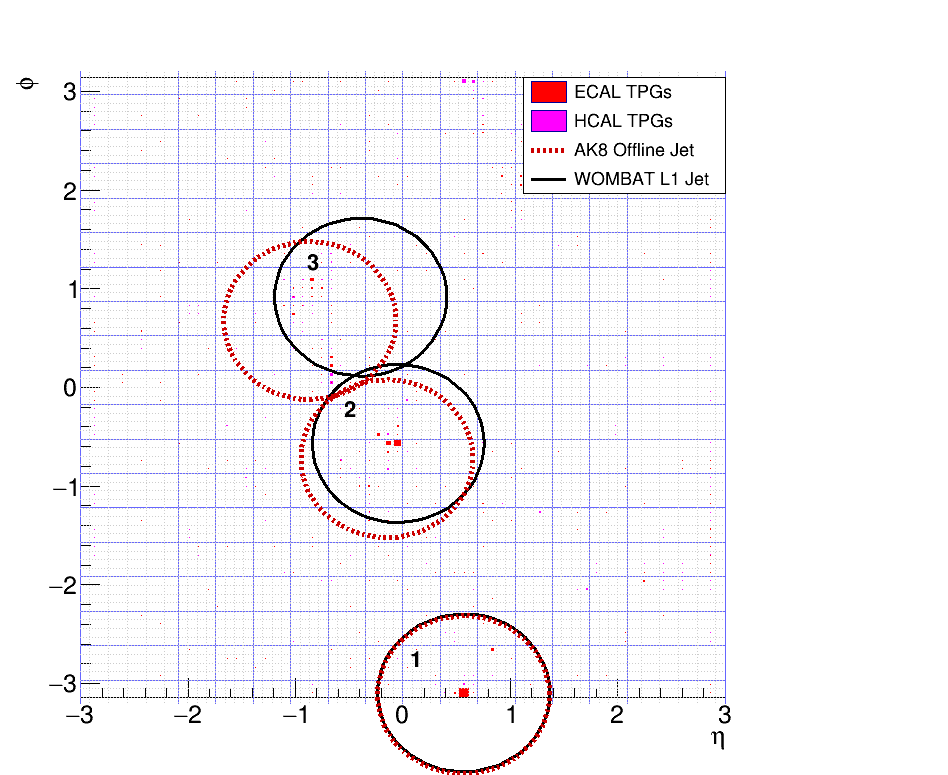 φ
3
2
1
0
−1
−2
−3
ECAL TPGs
HCAL TPGs
AK8 Offline Jet
WOMBAT L1 Jet
3
2
1
−3 −2 −1 0 1 2 3
η